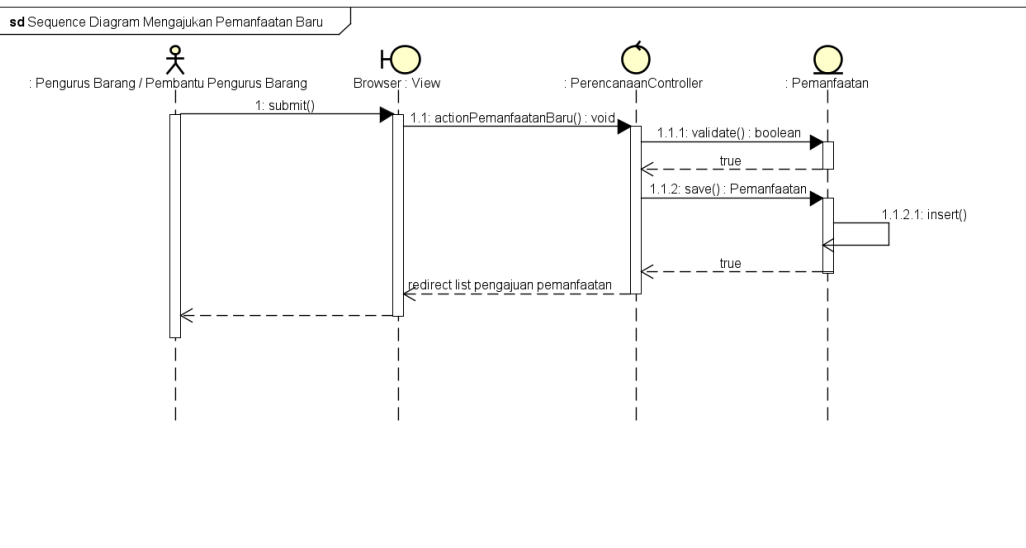 sd Sequence Diagram Mengajukan Pemanfaatan Baru
: Pengurus Barang / Pembantu Pengurus Barang
Browser : View
: PerencanaanController
: Pemanfaatan
1: submit()
1.1: actionPemanfaatanBaru() : void
1.1.1: validate() : boolean
true
1.1.2: save() : Pemanfaatan
1.1.2.1: insert()
true
redirect list pengajuan pemanfaatan